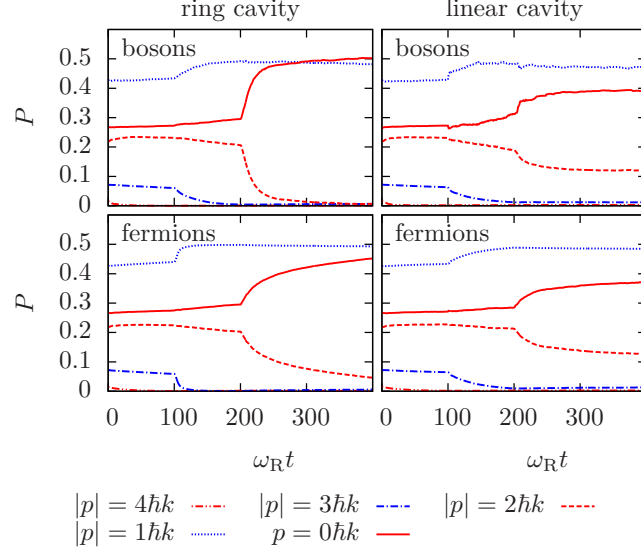 ring cavity linear cavity
bosons bosons
0.5
0.4
0.3
0.2
0.1
0
P
fermions fermions
0.5
0.4
0.3
0.2
0.1
0
P
0 100 200 300 0 100 200 300
ω_R t ω_R t
|p| = 4ħk |p| = 3ħk |p| = 2ħk
|p| = 1ħk p = 0ħk